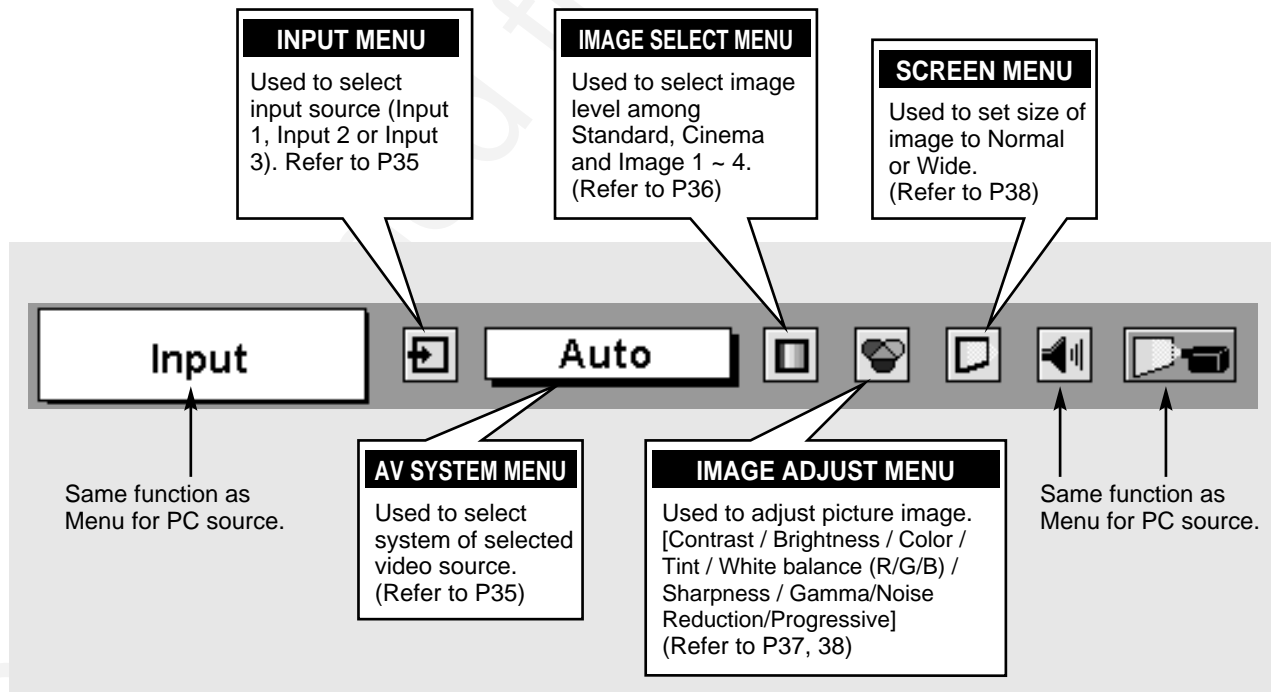 INPUT MENU
Used to select
input source (Input
1, Input 2 or Input
3). Refer to P35
IMAGE SELECT MENU
Used to select image
level among
Standard, Cinema
and Image 1 ~ 4.
(Refer to P36)
SCREEN MENU
Used to set size of
image to Normal
or Wide.
(Refer to P38)
Input
Auto
Same function as
Menu for PC source.
AV SYSTEM MENU
Used to select
system of selected
video source.
(Refer to P35)
IMAGE ADJUST MENU
Used to adjust picture image.
[Contrast / Brightness / Color /
Tint / White balance (R/G/B) /
Sharpness / Gamma/Noise
Reduction/Progressive]
(Refer to P37, 38)
Same function as
Menu for PC source.